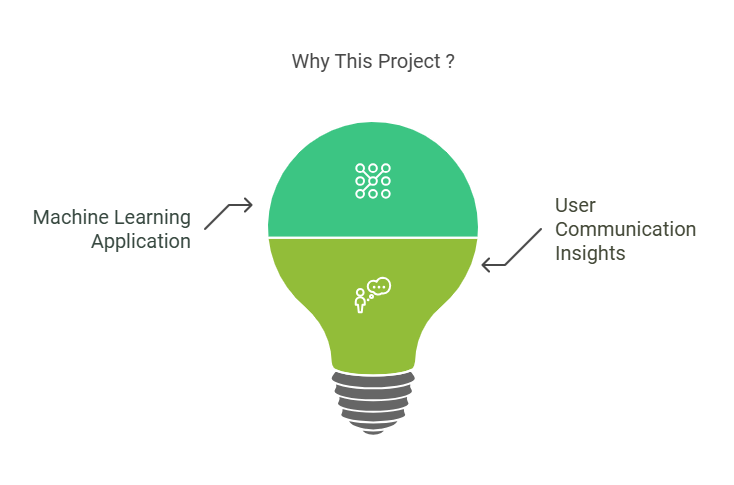 Why This Project ?
Machine Learning
Application
User
Communication
Insights